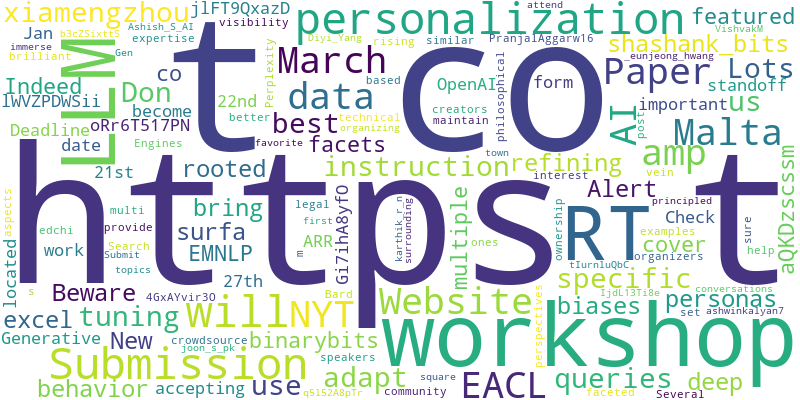 xiamengzhou
Jan
jlFT9QxazD
Ashish_S_AI
visibility
attend
rising
similar
PranjalAggarw16
featured
immerse
b3cZSixttS
Gen
expertise
Diyi_Yang
VishvakM
brilliant
LLM
t
co
personalization
March
Perplexity
OpenAI
form
philosophical
_eunjeong_hwang
shashank_bits
Indeed
Don
co
based
creators
Paper
Lots
lWVZPDWSii
become
22nd
data
better
maintain
AI
post
important
us
standoff
Deadline
oRr6T517PN
best
technical
organizing
Malta
date
Engines
favorite
town
amp
vein
21st
rooted
facets
instruction
refining
interest
principled
https
t
aspects
multi
bring
legal
Gi7ihA8yfO
karthik_r_n
surrounding
multiple
RT
Alert
examples
Check
sure
aQKDzscssm
edchi
provide
surfa
first
ones
ownership
cover
organizers
located
work
Search
EMNLP
ARR
m
tIurnluQbC
help
Submit
topics
27th
specific
personas
conversations
Beware
4GxAYvir3O
Bard
Website
IjdL13Ti8e
s
excel
tuning
will
NYT
perspectives
biases
set
ashwinkalyan7
Generative
New
crowdsource
joon_s_pk
binarybits
workshop
Submission
speakers
adapt
queries
deep
behavior
accepting
use
q5152A8pTr
community
square
EACL
faceted
Several